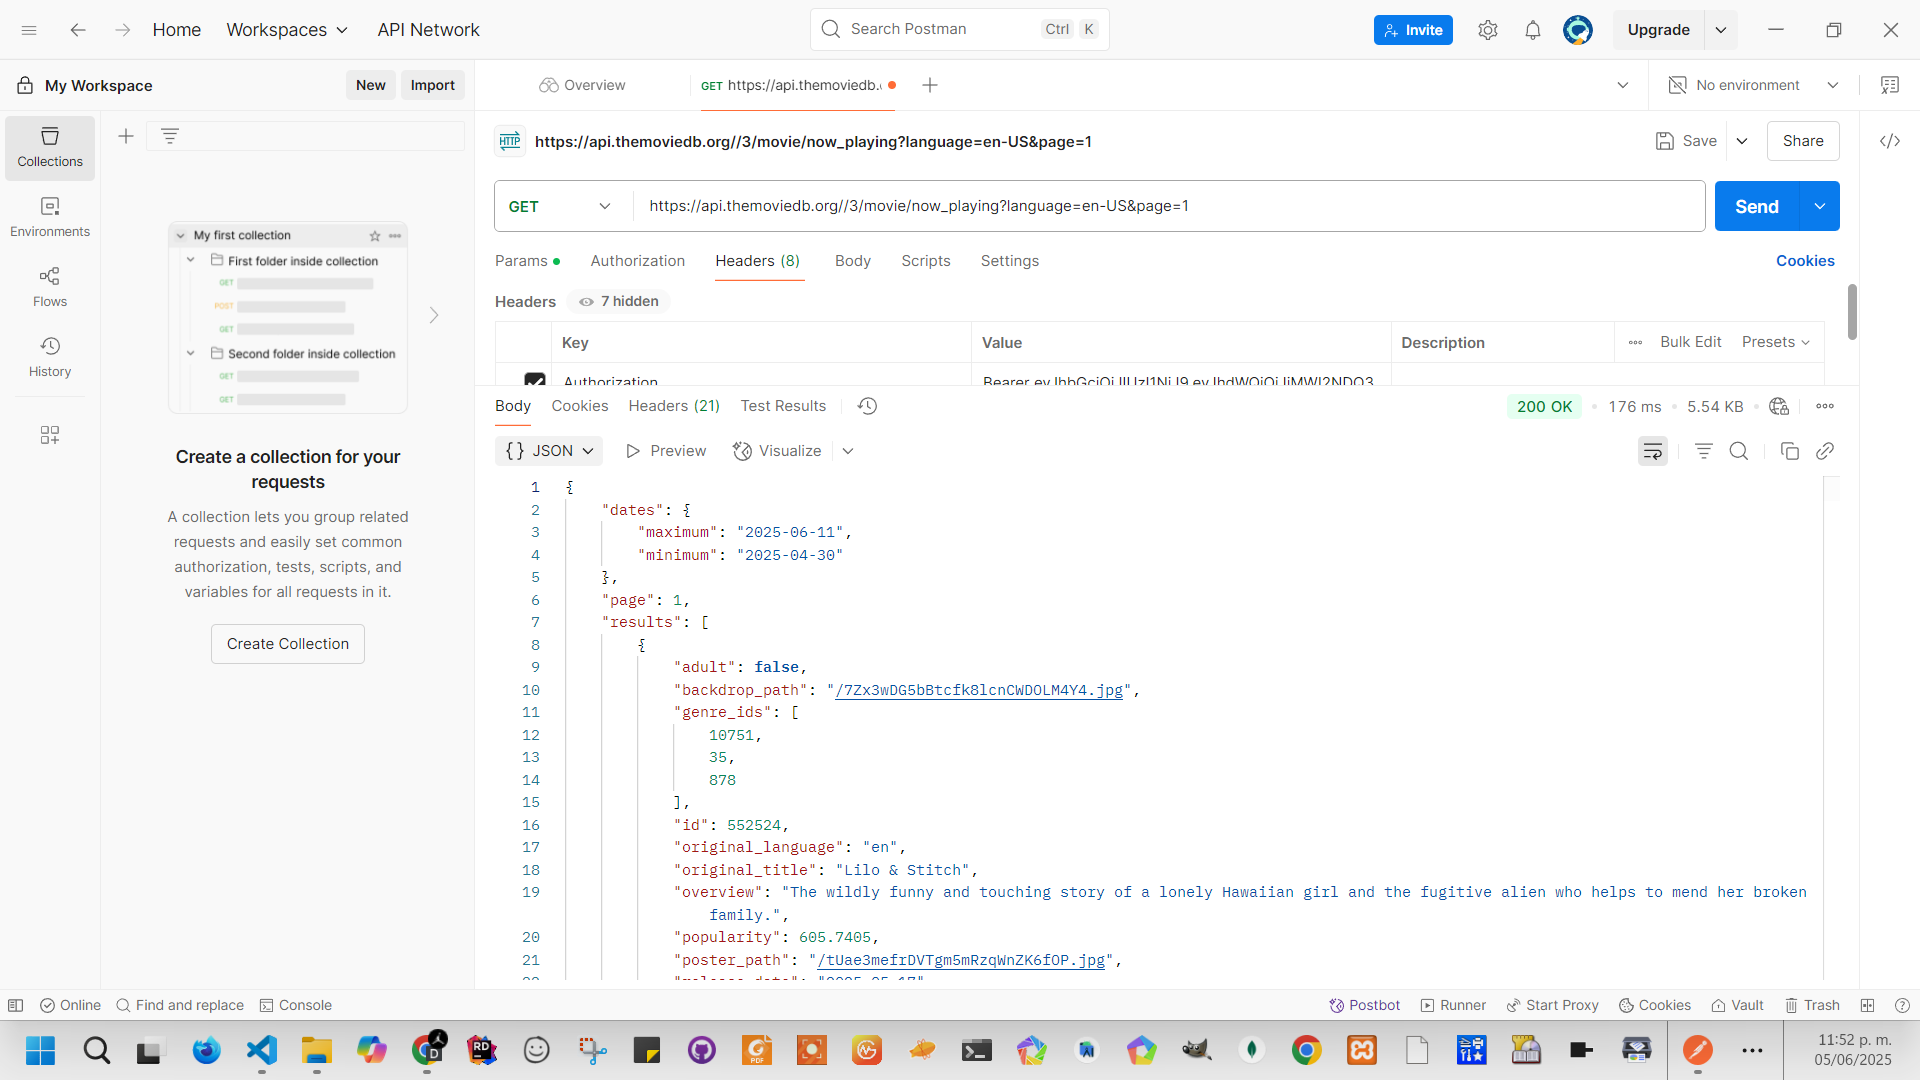 Home
Workspaces
API Network
Search Postman
Ctrl K
Invite
Upgrade
My Workspace
New
Import
Overview
GET https://api.themoviedb.
No environment
Collections
Environments
Flows
History
My first collection
First folder inside collection
GET
POST
GET
Second folder inside collection
GET
GET
Create a collection for your
requests
A collection lets you group related
requests and easily set common
authorization, tests, scripts, and
variables for all requests in it.
Create Collection
HTTP
https://api.themoviedb.org//3/movie/now_playing?language=en-US&page=1
Save
Share
GET
https://api.themoviedb.org//3/movie/now_playing?language=en-US&page=1
Send
Params
Authorization
Headers (8)
Body
Scripts
Settings
Cookies
Headers
7 hidden
Key
Value
Description
Bulk Edit
Presets
Authorization
Body
Cookies
Headers (21)
Test Results
200 OK
176 ms
5.54 KB
{} JSON
Preview
Visualize
1 {
2 "dates": {
3 "maximum": "2025-06-11",
4 "minimum": "2025-04-30"
5 },
6 "page": 1,
7 "results": [
8 {
9 "adult": false,
10 "backdrop_path": "/7Zx3wDG5bBtcfk8lcnCWDOLM4Y4.jpg",
11 "genre_ids": [
12 10751,
13 35,
14 878
15 ],
16 "id": 552524,
17 "original_language": "en",
18 "original_title": "Lilo & Stitch",
19 "overview": "The wildly funny and touching story of a lonely Hawaiian girl and the fugitive alien who helps to mend her broken
family.",
20 "popularity": 605.7405,
21 "poster_path": "/tUae3mefrDVTgm5mRzqWnZK6fOP.jpg",
Online
Find and replace
Console
Postbot
Runner
Start Proxy
Cookies
Vault
Trash
11:52 p. m.
05/06/2025